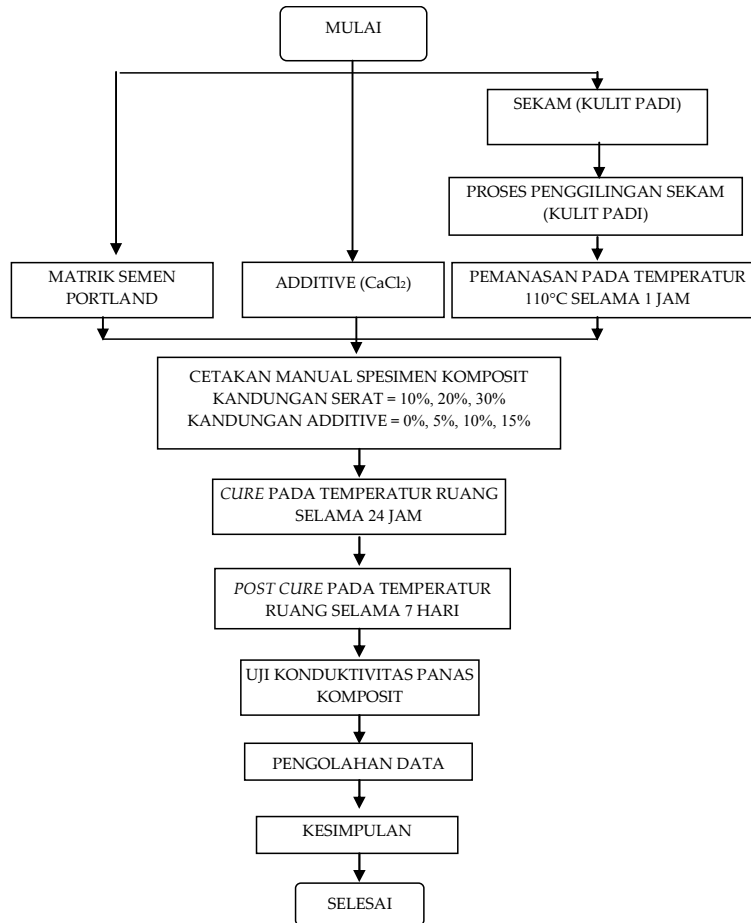 MULAI
SEKAM (KULIT PADI)
PROSES PENGGILINGAN SEKAM
(KULIT PADI)
MATRIK SEMEN
PORTLAND
ADDITIVE (CaCl₂)
PEMANASAN PADA TEMPERATUR
110°C SELAMA 1 JAM
CETAKAN MANUAL SPESIMEN KOMPOSIT
KANDUNGAN SERAT = 10%, 20%, 30%
KANDUNGAN ADDITIVE = 0%, 5%, 10%, 15%
CURE PADA TEMPERATUR RUANG
SELAMA 24 JAM
POST CURE PADA TEMPERATUR
RUANG SELAMA 7 HARI
UJI KONDUKTIVITAS PANAS
KOMPOSIT
PENGOLAHAN DATA
KESIMPULAN
SELESAI